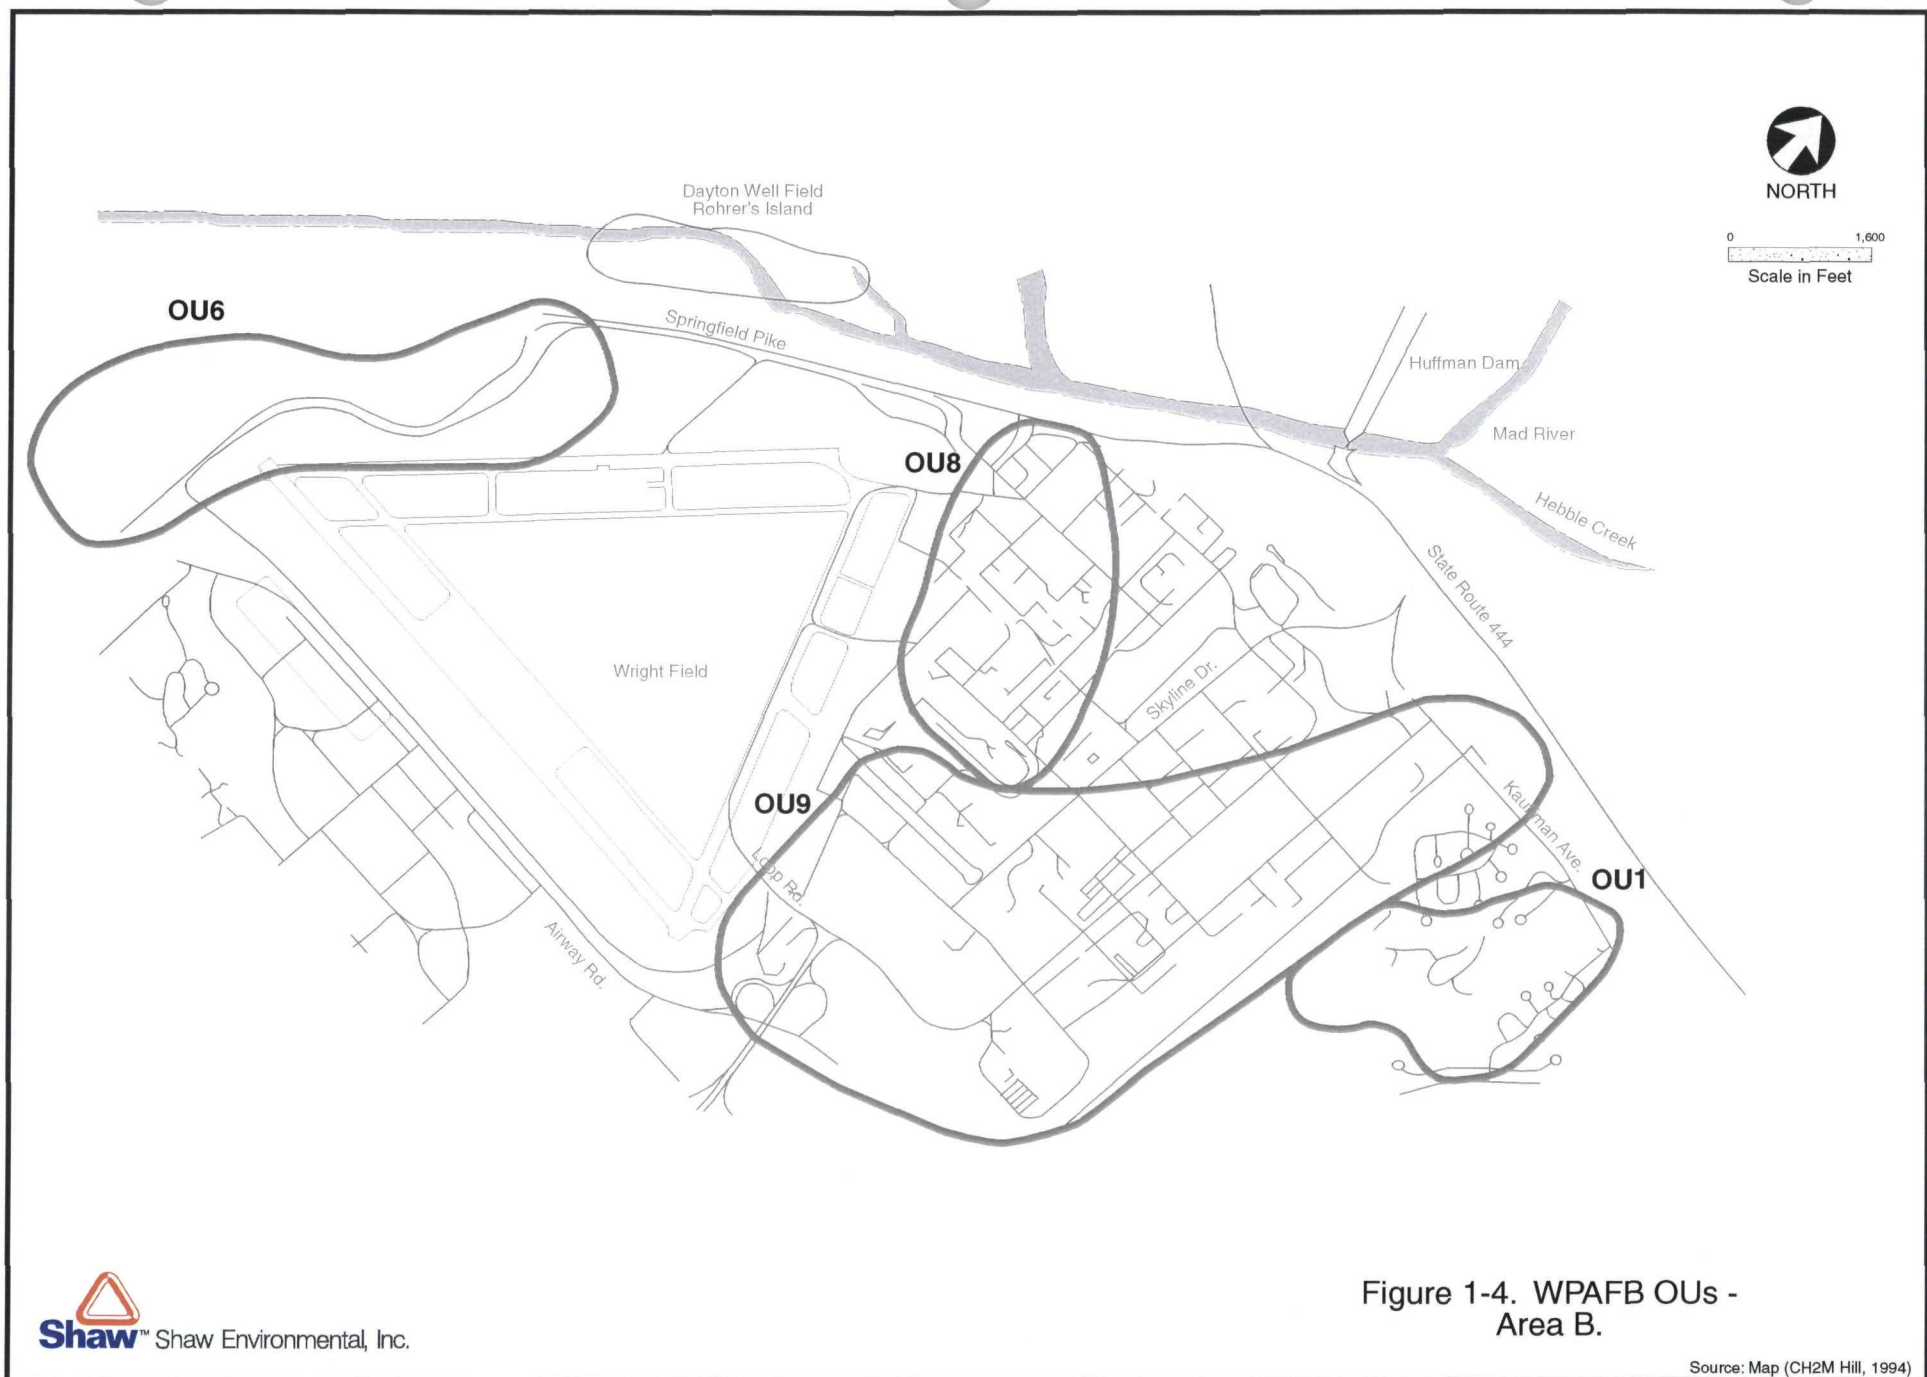 NORTH
0 1,600
Scale in Feet
Dayton Well Field
Rohrer's Island
OU6
Springfield Pike
Huffman Dam
Mad River
OU8
Hebble Creek
State Route 444
Wright Field
Skyline Dr.
OU9
Kauffman Ave.
Loop Rd.
OU1
Airway Rd.
Figure 1-4. WPAFB OUs -
Area B.
Shaw™ Shaw Environmental, Inc.
Source: Map (CH2M Hill, 1994)